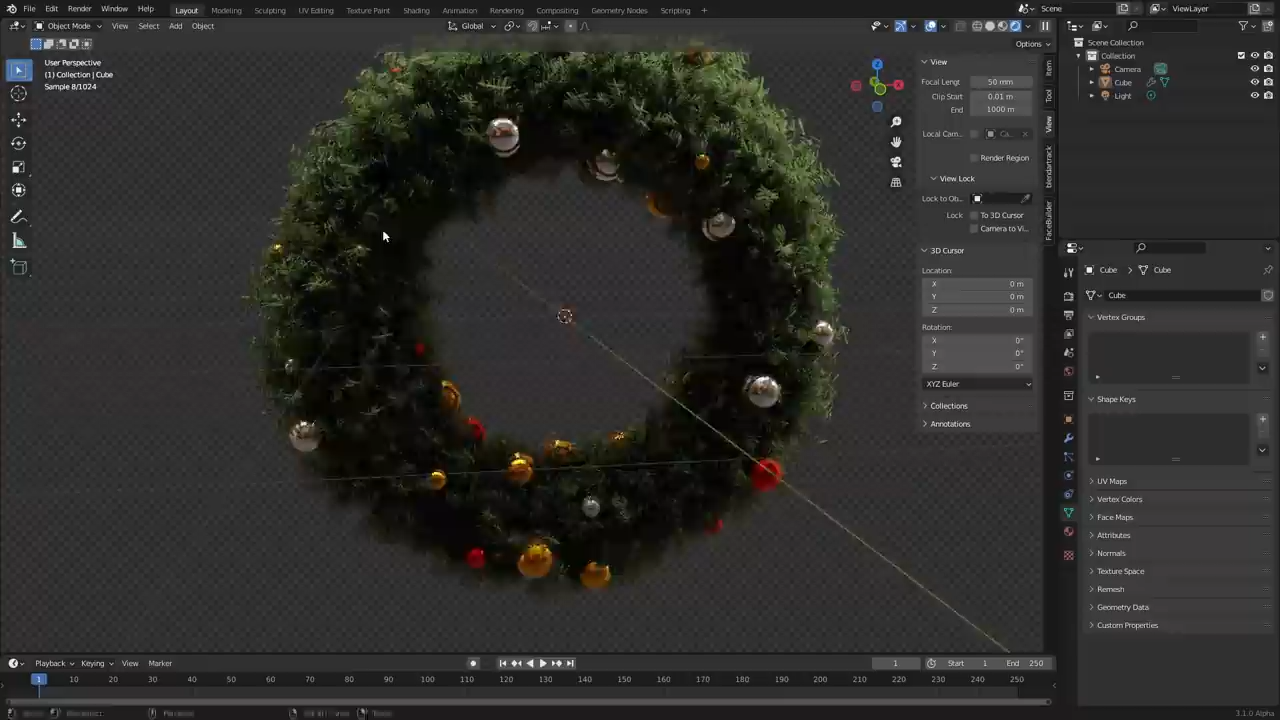 File Edit Render Window Help Layout Modeling Sculpting UV Editing Texture Paint Shading Animation Rendering Compositing Geometry Nodes Scripting + Scene ViewLayer
Object Mode View Select Add Object Global
Options
User Perspective
(1) Collection | Cube
Sample 8/1024
View
Focal Lengt 50 mm
Clip Start 0.01 m
End 1000 m
Local Cam... Ca...
Render Region
View Lock
Lock to Ob...
Lock: To 3D Cursor
Camera to Vi...
3D Cursor
Location:
X 0 m
Y 0 m
Z 0 m
Rotation:
X 0°
Y 0°
Z 0°
XYZ Euler
Collections
Annotations
Item
Tool
View
blendartrack
FaceBuilder
Scene Collection
Collection
Camera
Cube
Light
Cube Cube
Cube
Vertex Groups
Shape Keys
UV Maps
Vertex Colors
Face Maps
Attributes
Normals
Texture Space
Remesh
Geometry Data
Custom Properties
Playback Keying View Marker 1 Start 1 End 250
1 10 20 30 40 50 60 70 80 90 100 110 120 130 140 150 160 170 180 190 200 210 220 230 240 250
3.1.0 Alpha